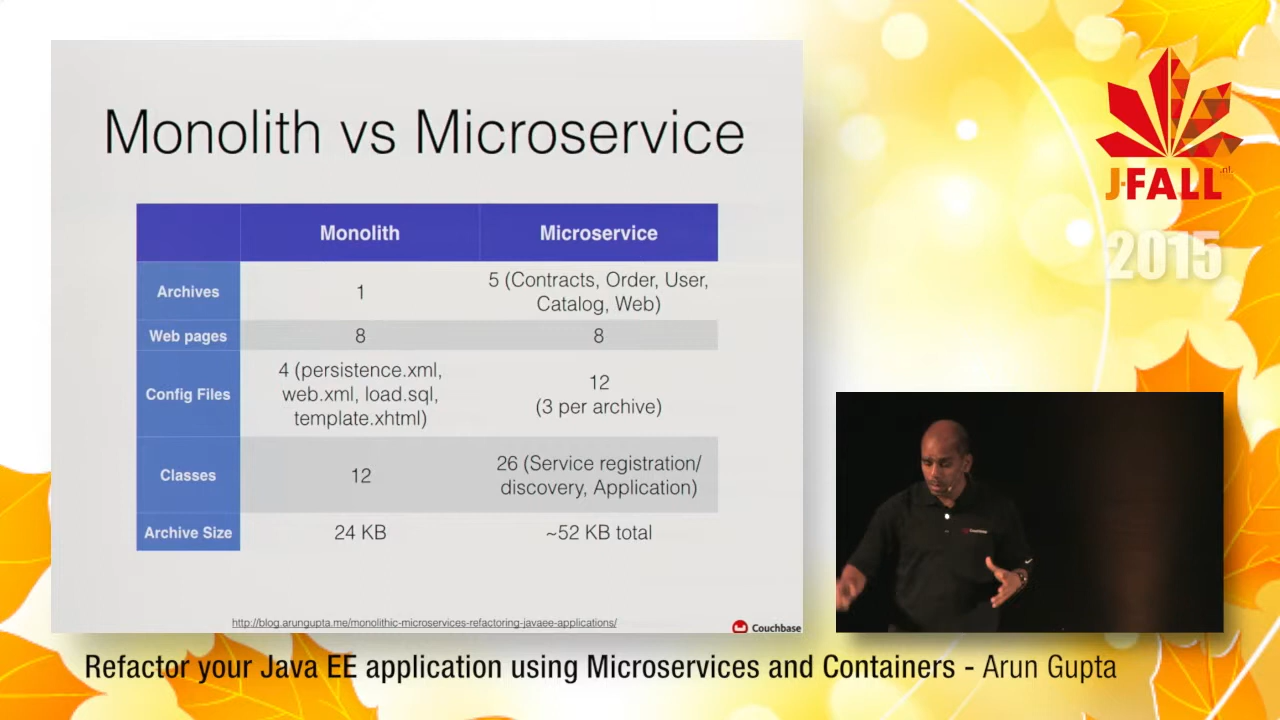 Monolith vs Microservice
Monolith
Microservice
Archives
1
5 (Contracts, Order, User,
Catalog, Web)
Web pages
8
8
Config Files
4 (persistence.xml,
web.xml, load.sql,
template.xhtml)
12
(3 per archive)
Classes
12
26 (Service registration/
discovery, Application)
Archive Size
24 KB
~52 KB total
http://blog.arungupta.me/monolithic-microservices-refactoring-javaee-applications/
Couchbase
J-FALL
.nl
2015
Couchbase
Refactor your Java EE application using Microservices and Containers - Arun Gupta